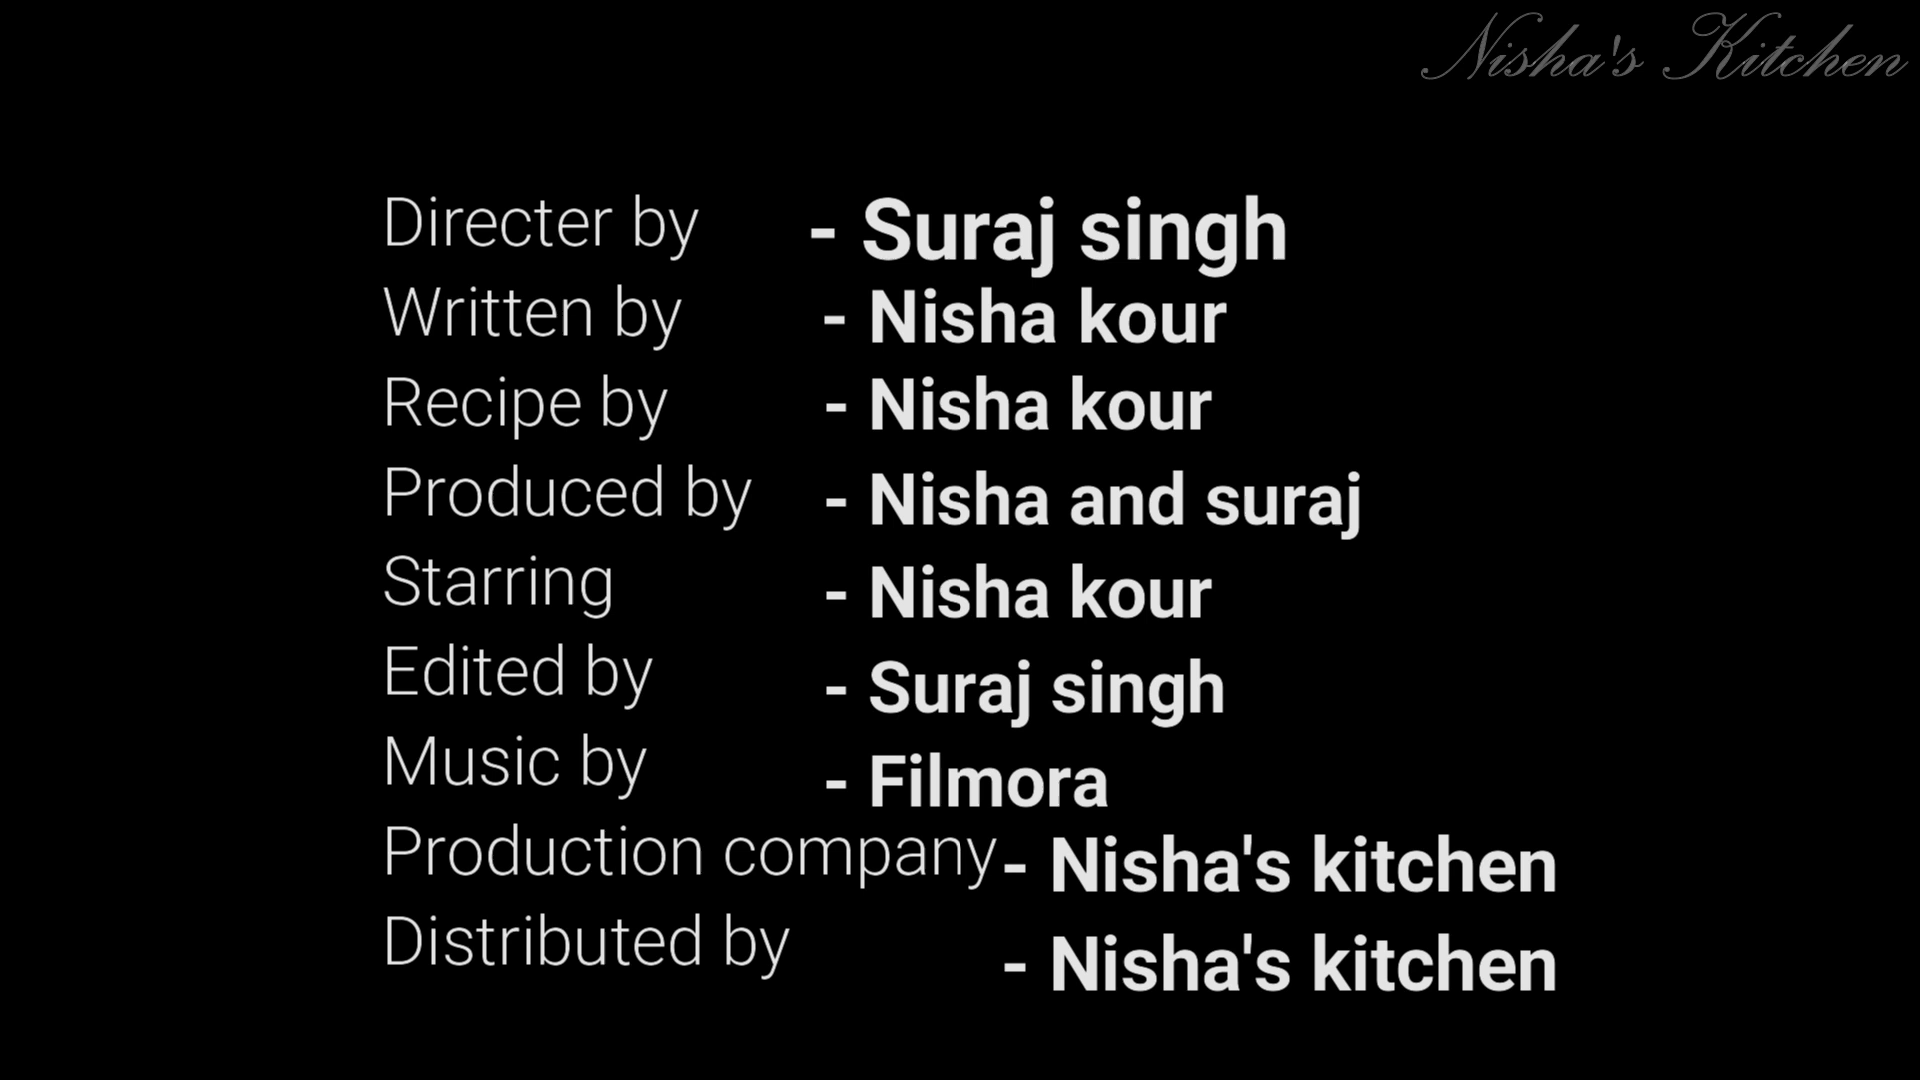 Nisha's Kitchen
Directer by - Suraj singh
Written by - Nisha kour
Recipe by - Nisha kour
Produced by - Nisha and suraj
Starring - Nisha kour
Edited by - Suraj singh
Music by - Filmora
Production company - Nisha's kitchen
Distributed by - Nisha's kitchen